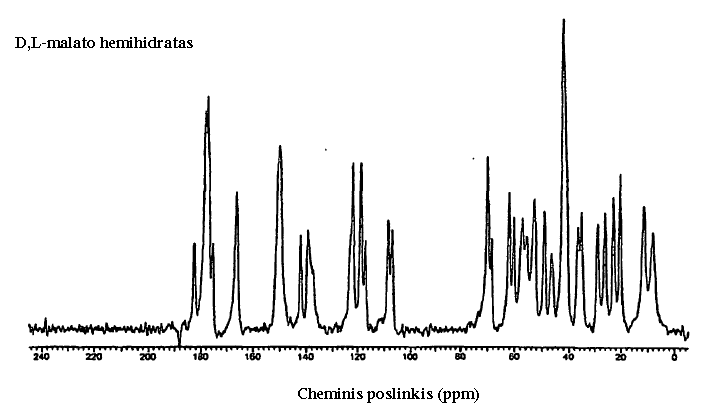 D,L-malato hemihidratas
240 220 200 180 160 140 120 100 80 60 40 20 0
Cheminis poslinkis (ppm)